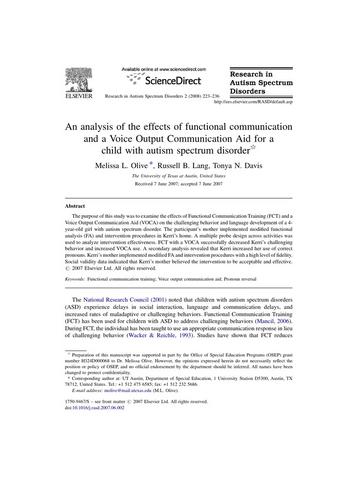 Available online at www.sciencedirect.com
ScienceDirect
ELSEVIER
Research in Autism Spectrum Disorders 2 (2008) 223–236
Research in
Autism Spectrum
Disorders
http://ees.elsevier.com/RASD/default.asp
An analysis of the effects of functional communication
and a Voice Output Communication Aid for a
child with autism spectrum disorder☆
Melissa L. Olive *, Russell B. Lang, Tonya N. Davis
The University of Texas at Austin, United States
Received 7 June 2007; accepted 7 June 2007
Abstract
The purpose of this study was to examine the effects of Functional Communication Training (FCT) and a
Voice Output Communication Aid (VOCA) on the challenging behavior and language development of a 4-
year-old girl with autism spectrum disorder. The participant's mother implemented modified functional
analysis (FA) and intervention procedures in Kerri's home. A multiple probe design across activities was
used to analyze intervention effectiveness. FCT with a VOCA successfully decreased Kerri's challenging
behavior and increased VOCA use. A secondary analysis revealed that Kerri increased her use of correct
pronouns. Kerri's mother implemented modified FA and intervention procedures with a high level of fidelity.
Social validity data indicated that Kerri's mother believed the intervention to be acceptable and effective.
© 2007 Elsevier Ltd. All rights reserved.
Keywords: Functional communication training; Voice output communication aid; Pronoun reversal
The National Research Council (2001) noted that children with autism spectrum disorders
(ASD) experience delays in social interaction, language and communication delays, and
increased rates of maladaptive or challenging behaviors. Functional Communication Training
(FCT) has been used for children with ASD to address challenging behaviors (Mancil, 2006).
During FCT, the individual has been taught to use an appropriate communication response in lieu
of challenging behavior (Wacker & Reichle, 1993). Studies have shown that FCT reduces
☆ Preparation of this manuscript was supported in part by the Office of Special Education Programs (OSEP) grant
number H324D000068 to Dr. Melissa Olive. However, the opinions expressed herein do not necessarily reflect the
position or policy of OSEP, and no official endorsement by the department should be inferred. All names have been
changed to protect confidentiality.
* Corresponding author at: UT Austin, Department of Special Education, 1 University Station D5300, Austin, TX
78712, United States. Tel.: +1 512 475 6585; fax: +1 512 232 5686.
E-mail address: molive@mail.utexas.edu (M.L. Olive).
1750-9467/$ – see front matter © 2007 Elsevier Ltd. All rights reserved.
doi:10.1016/j.rasd.2007.06.002